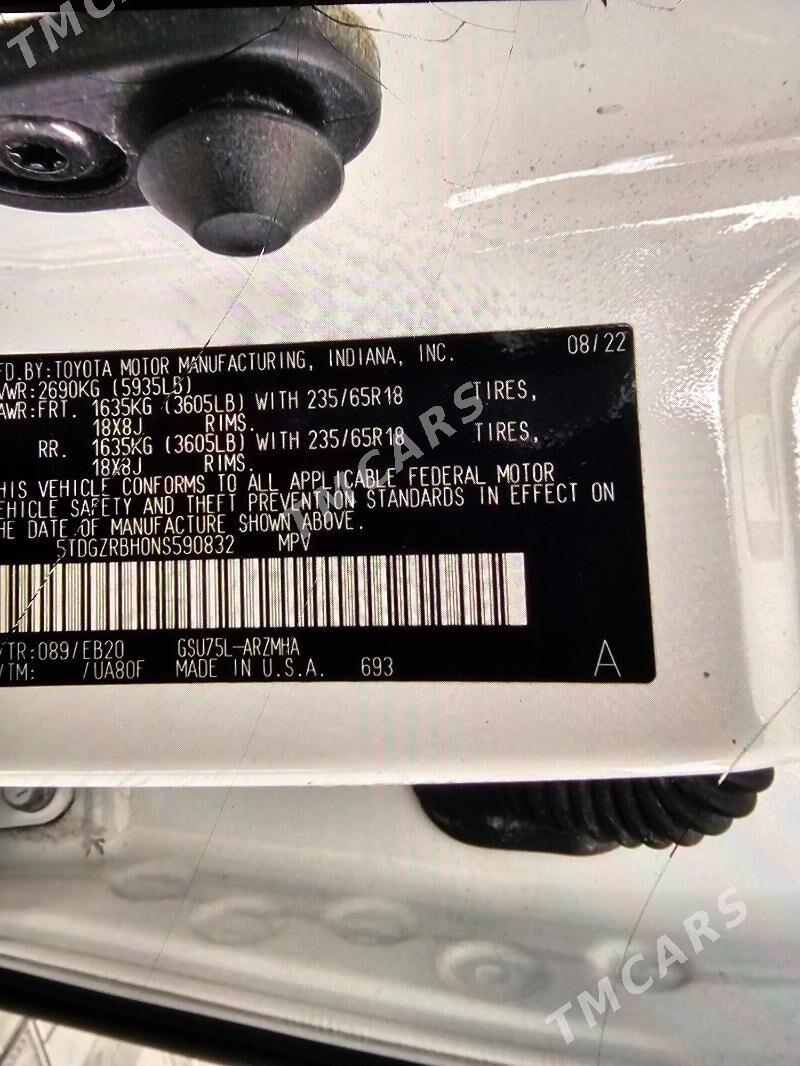 TMCARS
FD.BY:TOYOTA MOTOR MANUFACTURING, INDIANA, INC. 08/22
VWR:2690KG (5935LB)
AWR:FRT. 1635KG (3605LB) WITH 235/65R18 TIRES,
18X8J RIMS.
RR. 1635KG (3605LB) WITH 235/65R18 TIRES,
18X8J RIMS.
HIS VEHICLE CONFORMS TO ALL APPLICABLE FEDERAL MOTOR
EHICLE SAFETY AND THEFT PREVENTION STANDARDS IN EFFECT ON
HE DATE OF MANUFACTURE SHOWN ABOVE.
5TDGZRBH0NS590832 MPV
/TR:089/EB20 GSU75L-ARZMHA
/TM: /UA80F MADE IN U.S.A. 693 A
TMCARS
TMCARS